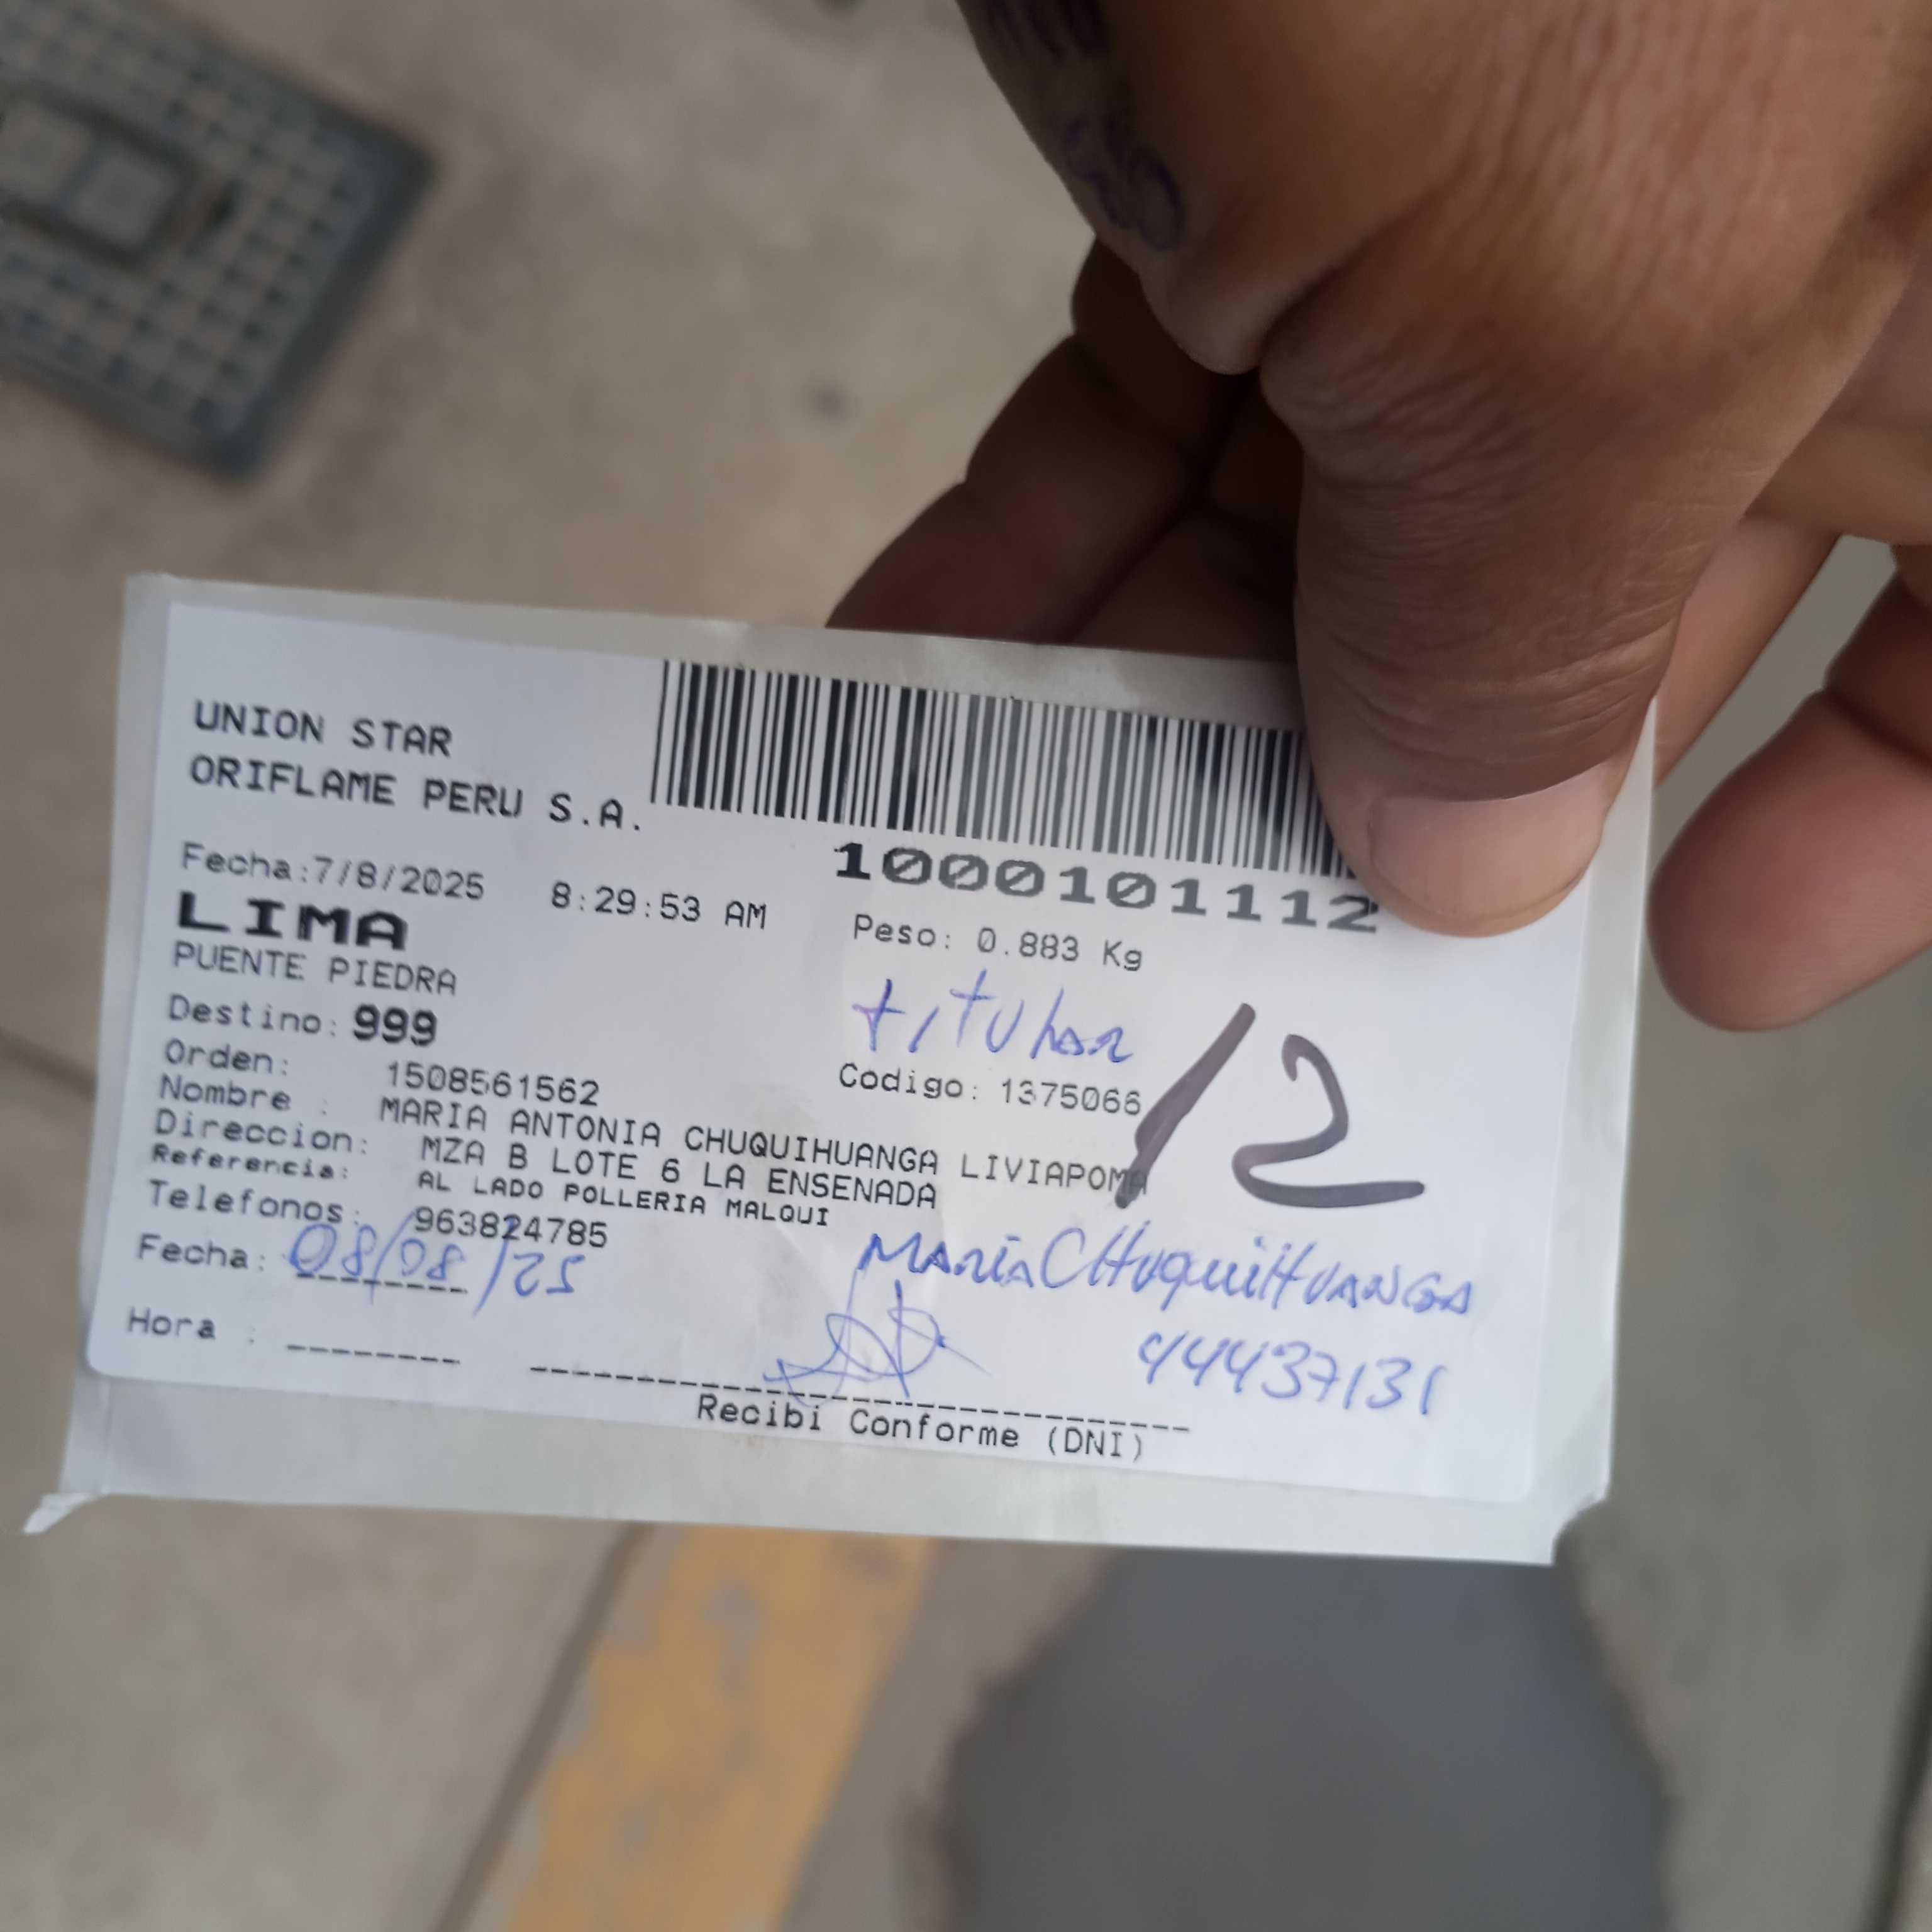 UNION STAR
ORIFLAME PERU S.A.
1000101112
Fecha:7/8/2025 8:29:53 AM
Peso: 0.883 Kg
LIMA
PUENTE PIEDRA
titular
Destino: 999
12
Orden: 1508561562
Codigo: 1375066
Nombre : MARIA ANTONIA CHUQUIHUANGA LIVIAPOMA
Direccion: MZA B LOTE 6 LA ENSENADA
Referencia: AL LADO POLLERIA MALQUI
Telefonos: 963824785
Fecha: 08/08/25
MARIA CHUquiHUANGA
Hora :
44437131
Recibi Conforme (DNI)